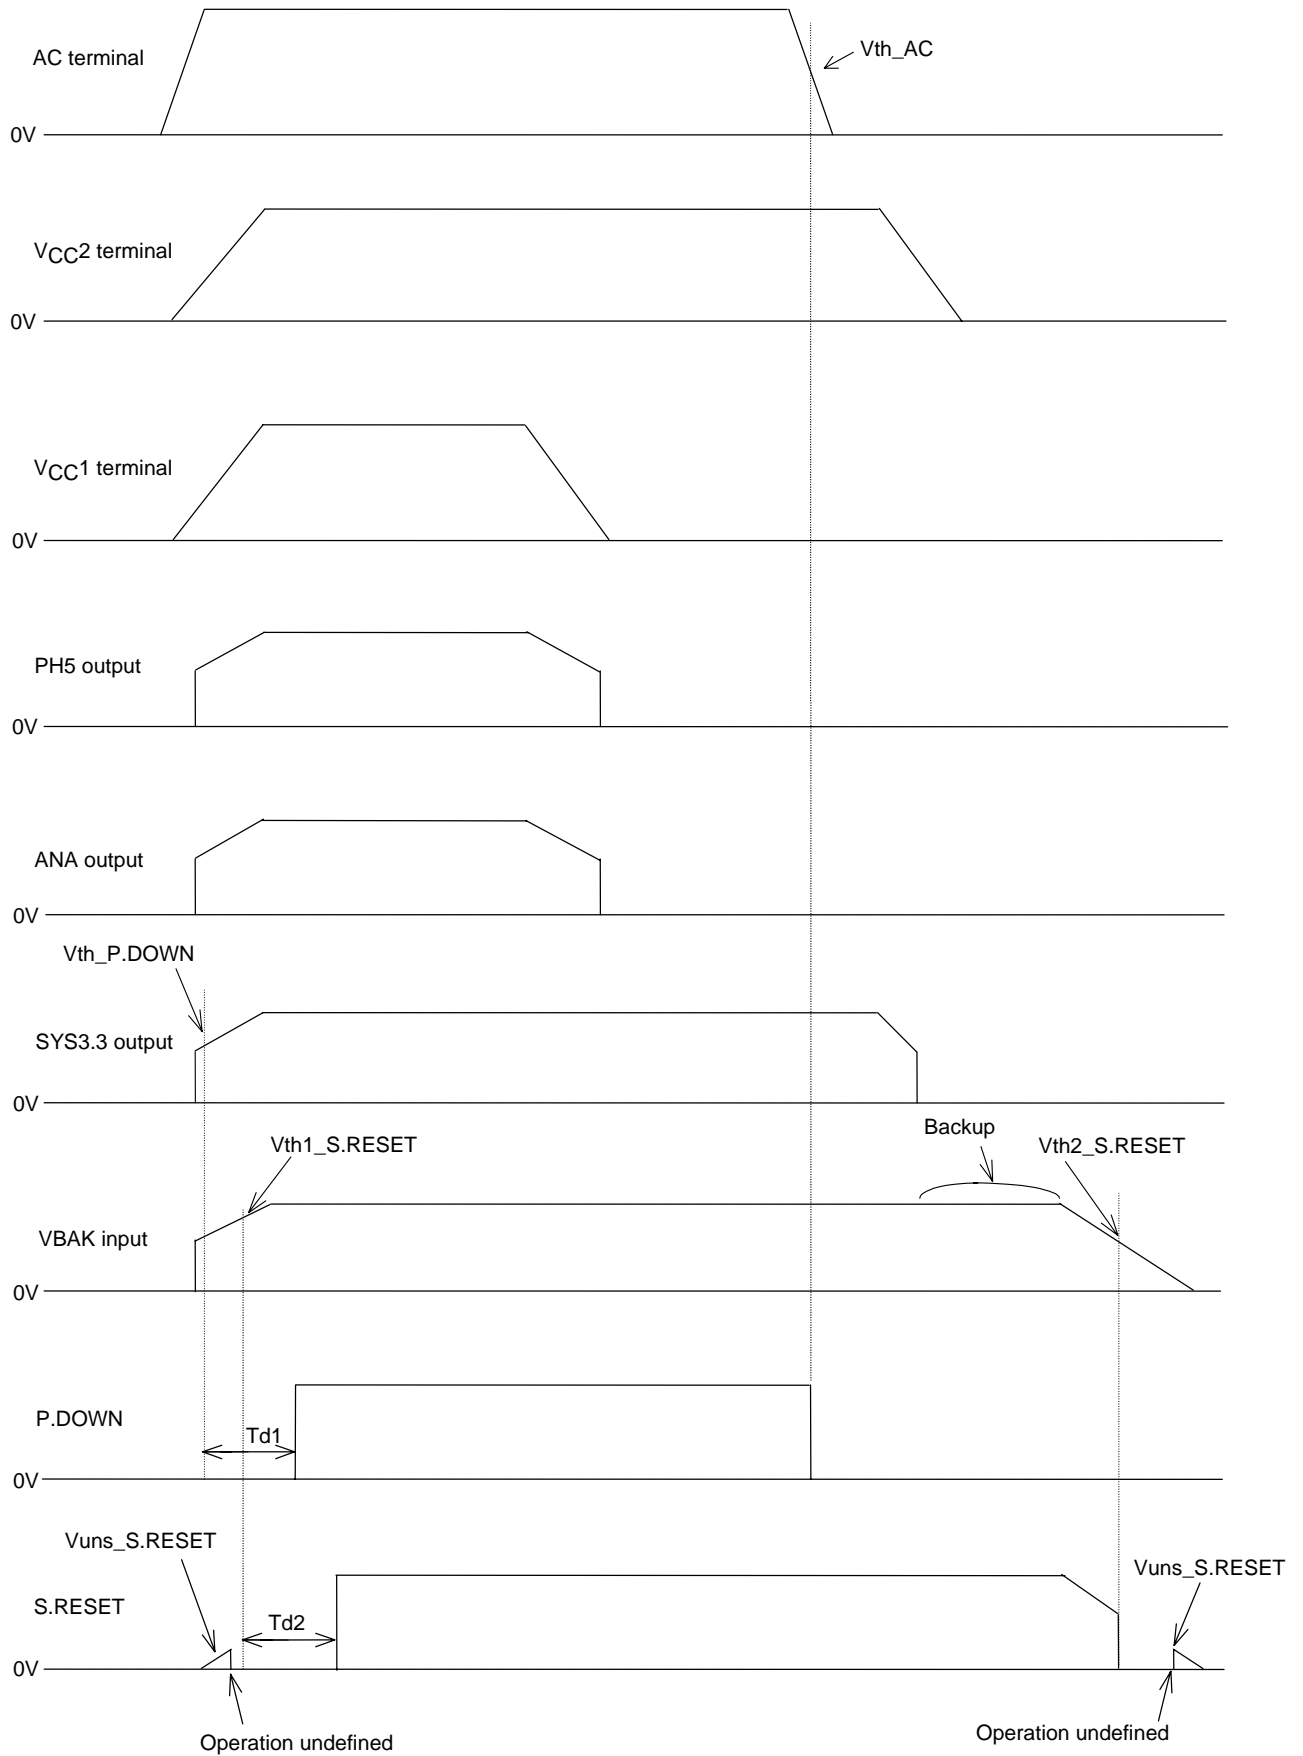 AC terminal
Vth_AC
0V
VCC2 terminal
0V
VCC1 terminal
0V
PH5 output
0V
ANA output
0V
Vth_P.DOWN
SYS3.3 output
0V
Vth1_S.RESET
Backup
Vth2_S.RESET
VBAK input
0V
P.DOWN
Td1
0V
Vuns_S.RESET
Vuns_S.RESET
S.RESET
Td2
0V
Operation undefined
Operation undefined